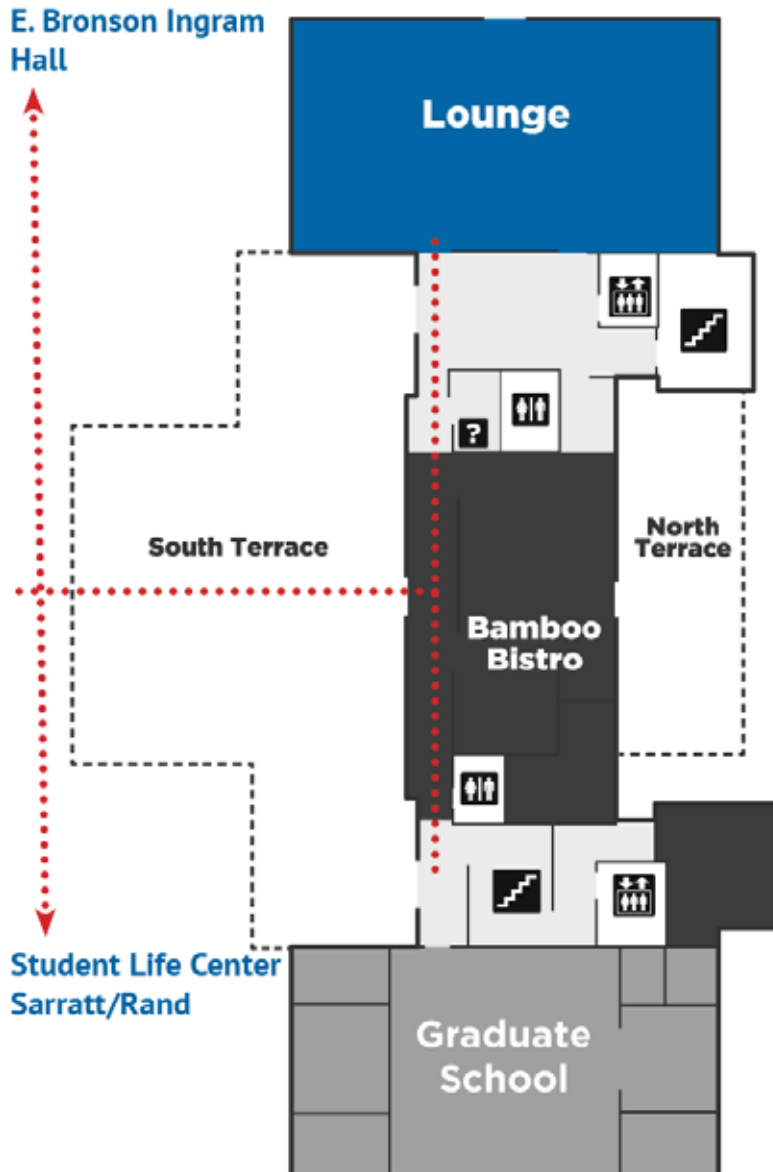 E. Bronson Ingram
Hall
Lounge
?
South Terrace
North
Terrace
Bamboo
Bistro
Student Life Center
Sarratt/Rand
Graduate
School